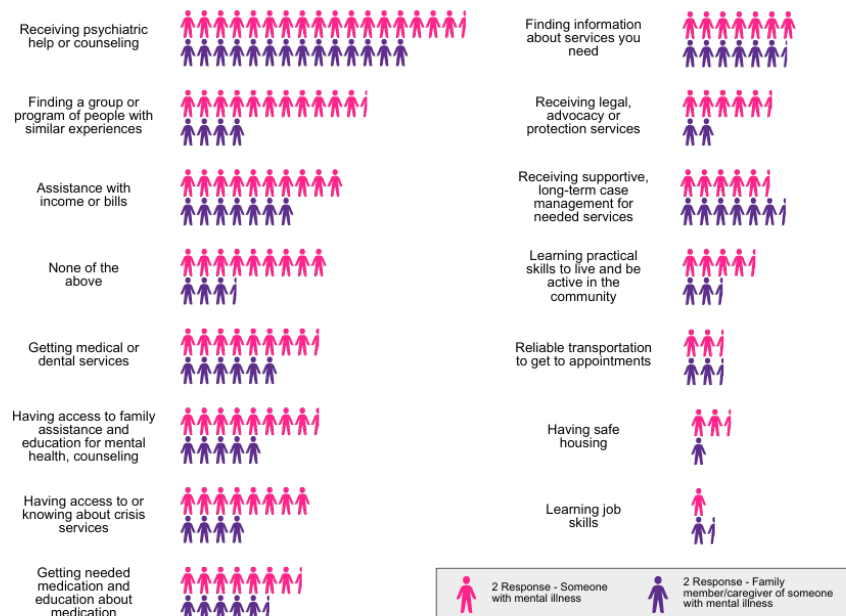 Receiving psychiatric
help or counseling
Finding a group or
program of people with
similar experiences
Assistance with
income or bills
None of the
above
Getting medical or
dental services
Having access to family
assistance and
education for mental
health, counseling
Having access to or
knowing about crisis
services
Getting needed
medication and
education about
medication
Finding information
about services you
need
Receiving legal,
advocacy or
protection services
Receiving supportive,
long-term case
management for
needed services
Learning practical
skills to live and be
active in the
community
Reliable transportation
to get to appointments
Having safe
housing
Learning job
skills
2 Response - Someone
with mental illness
2 Response - Family
member/caregiver of someone
with mental illness